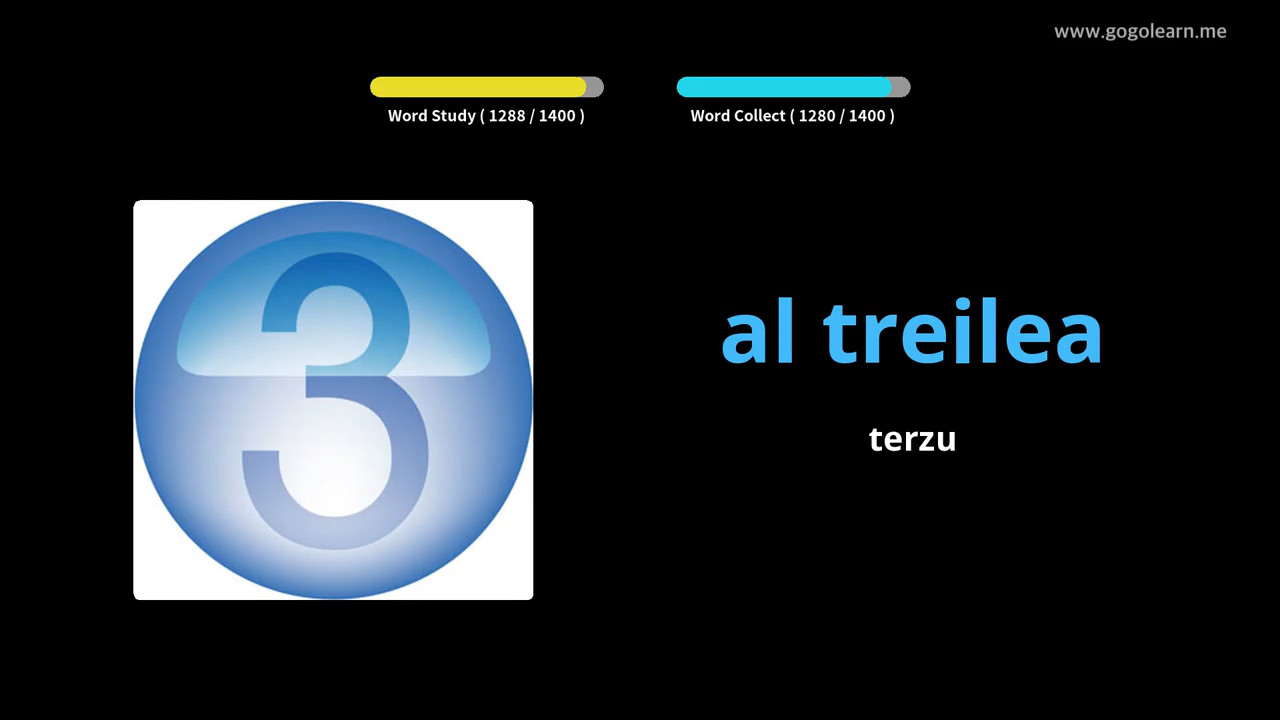 www.gogolearn.me
Word Study ( 1288 / 1400 )
Word Collect ( 1280 / 1400 )
3
al treilea
terzu